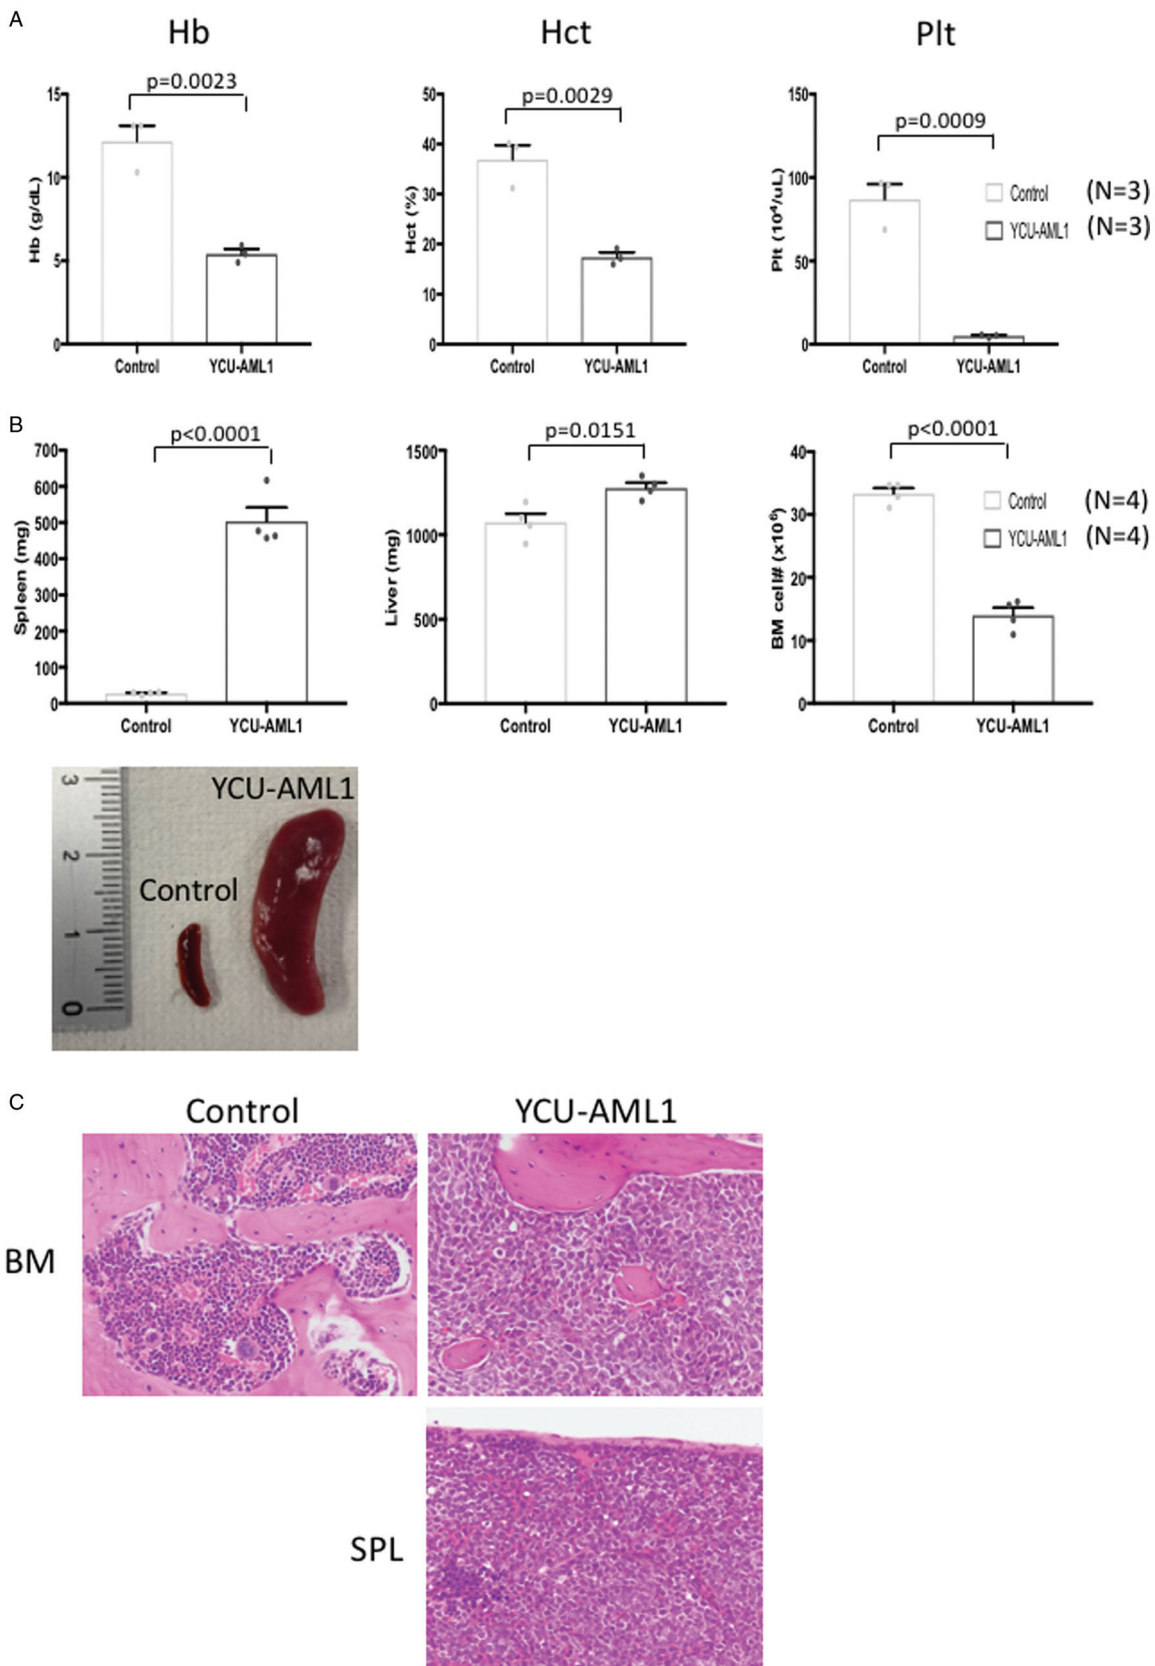 A
Hb
Hct
Plt
p=0.0023
p=0.0029
p=0.0009
15
10
5
0
Hb (g/dL)
Control
YCU-AML1
50
40
30
20
10
0
Hct (%)
Control
YCU-AML1
150
100
50
0
Plt (10⁴/uL)
Control
YCU-AML1
Control (N=3)
YCU-AML1 (N=3)
B
p<0.0001
p=0.0151
p<0.0001
700
600
500
400
300
200
100
0
Spleen (mg)
Control
YCU-AML1
1500
1000
500
0
Liver (mg)
Control
YCU-AML1
40
30
20
10
0
BM cell# (x10⁶)
Control
YCU-AML1
Control (N=4)
YCU-AML1 (N=4)
3
2
1
0
YCU-AML1
Control
C
Control
YCU-AML1
BM
SPL